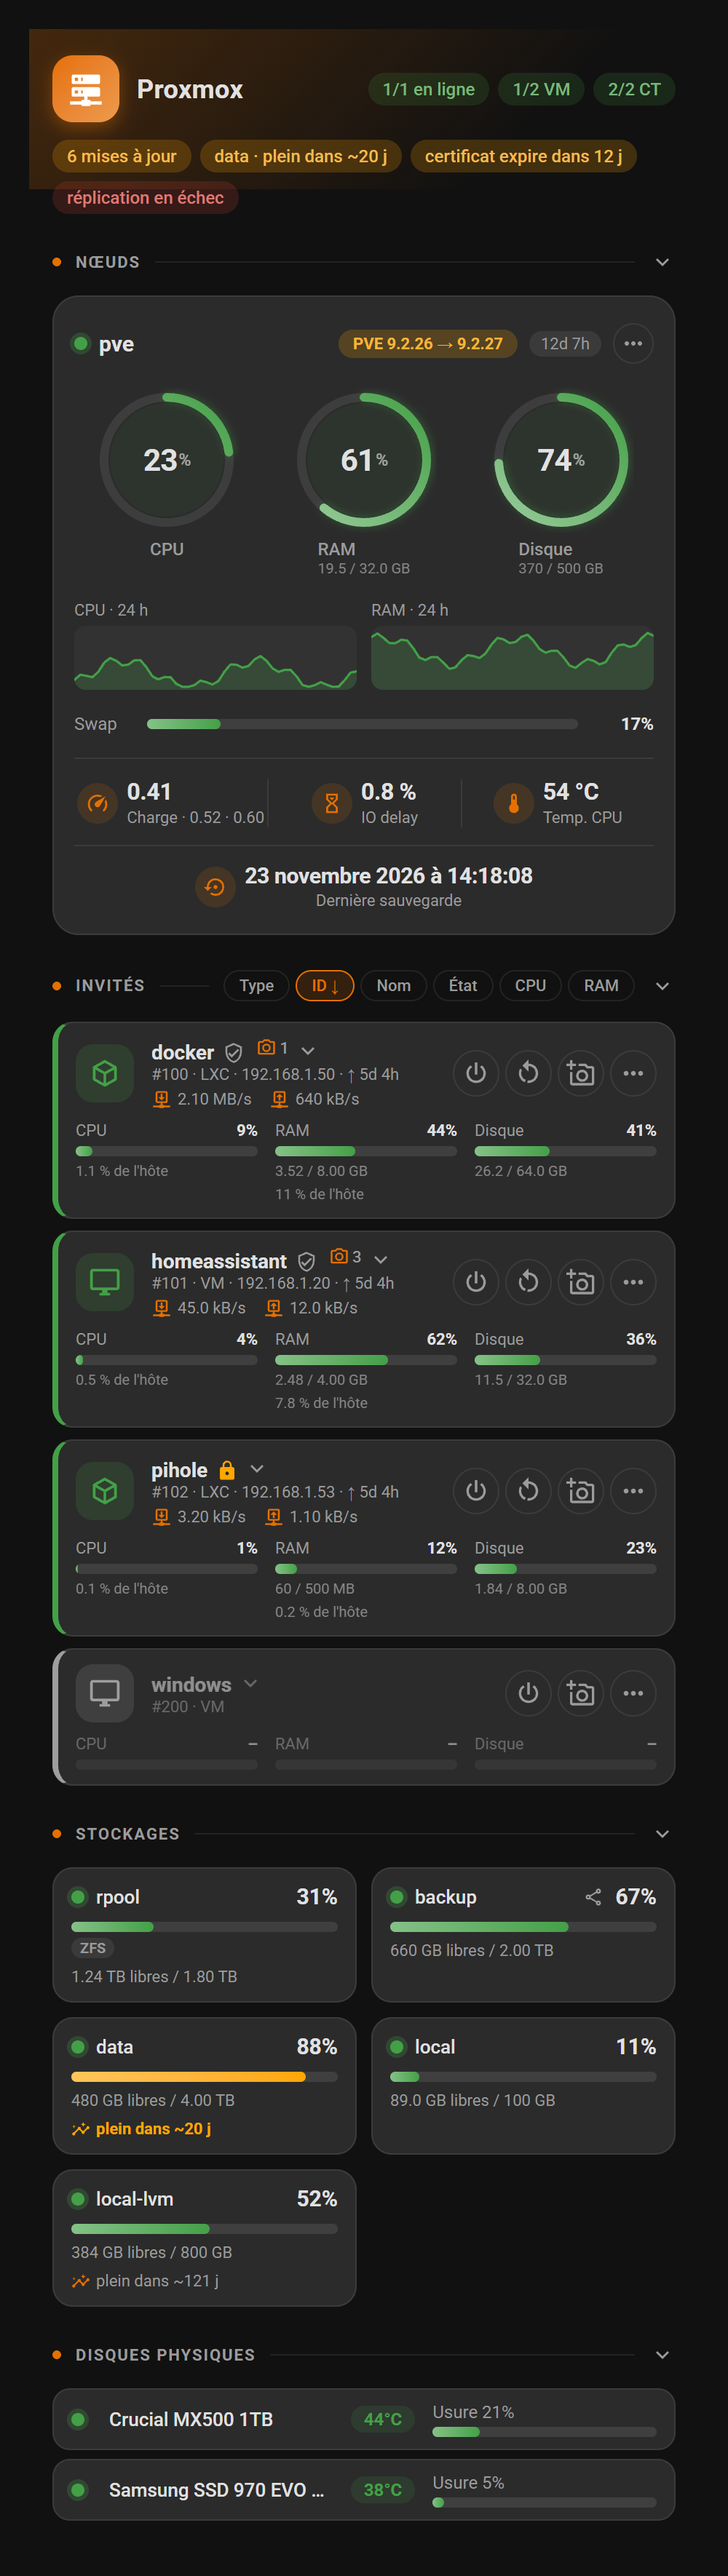 Proxmox
1/1 en ligne
1/2 VM
2/2 CT
6 mises à jour
data · plein dans ~20 j
certificat expire dans 12 j
réplication en échec
NŒUDS
pve
PVE 9.2.26 → 9.2.27
12d 7h
23%
61%
74%
CPU
RAM
19.5 / 32.0 GB
Disque
370 / 500 GB
CPU · 24 h
RAM · 24 h
Swap
17%
0.41
Charge · 0.52 · 0.60
0.8 %
IO delay
54 °C
Temp. CPU
23 novembre 2026 à 14:18:08
Dernière sauvegarde
INVITÉS
Type
ID ↓
Nom
État
CPU
RAM
docker
1
#100 · LXC · 192.168.1.50 · ↑ 5d 4h
2.10 MB/s
640 kB/s
CPU
9%
RAM
44%
Disque
41%
1.1 % de l'hôte
3.52 / 8.00 GB
26.2 / 64.0 GB
11 % de l'hôte
homeassistant
3
#101 · VM · 192.168.1.20 · ↑ 5d 4h
45.0 kB/s
12.0 kB/s
CPU
4%
RAM
62%
Disque
36%
0.5 % de l'hôte
2.48 / 4.00 GB
11.5 / 32.0 GB
7.8 % de l'hôte
pihole
#102 · LXC · 192.168.1.53 · ↑ 5d 4h
3.20 kB/s
1.10 kB/s
CPU
1%
RAM
12%
Disque
23%
0.1 % de l'hôte
60 / 500 MB
1.84 / 8.00 GB
0.2 % de l'hôte
windows
#200 · VM
CPU
–
RAM
–
Disque
–
STOCKAGES
rpool
31%
ZFS
1.24 TB libres / 1.80 TB
backup
67%
660 GB libres / 2.00 TB
data
88%
480 GB libres / 4.00 TB
plein dans ~20 j
local
11%
89.0 GB libres / 100 GB
local-lvm
52%
384 GB libres / 800 GB
plein dans ~121 j
DISQUES PHYSIQUES
Crucial MX500 1TB
44°C
Usure 21%
Samsung SSD 970 EVO ...
38°C
Usure 5%